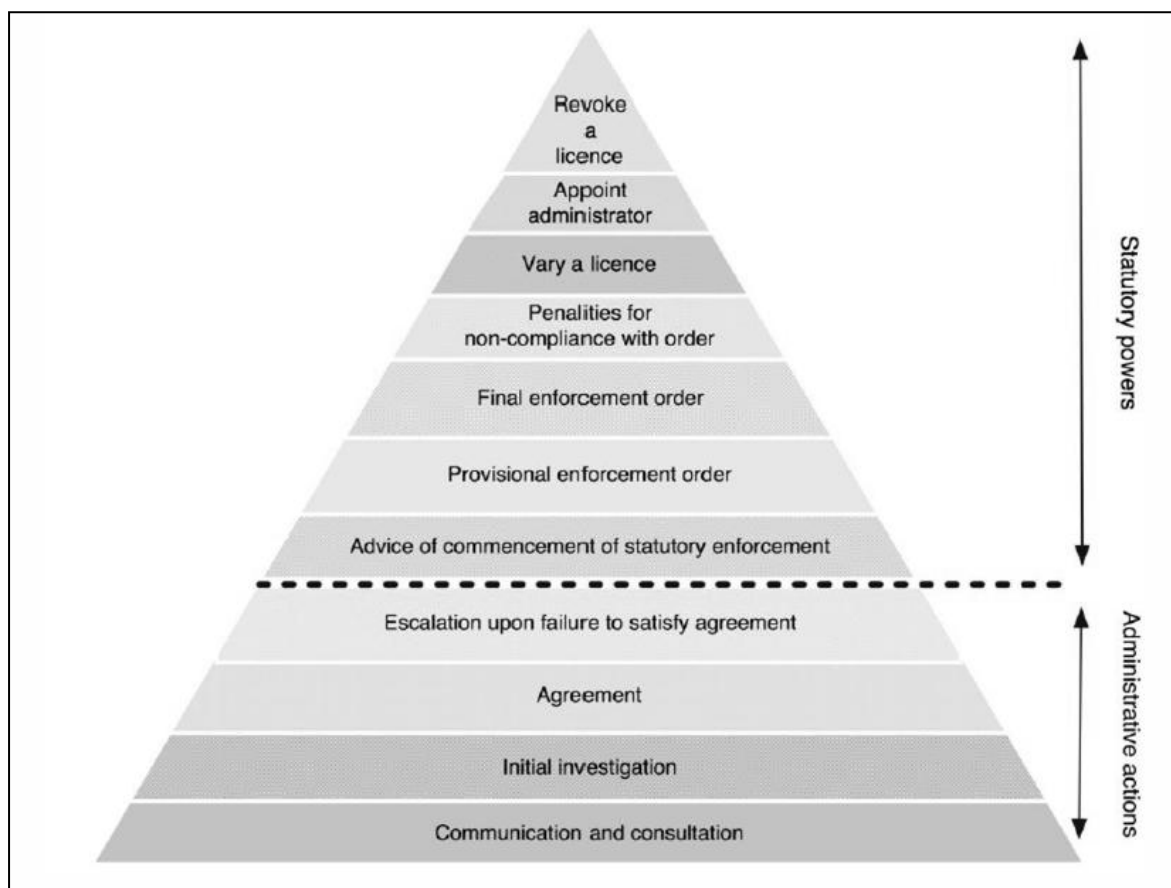 Revoke
a
licence
Appoint
administrator
Vary a licence
Penalities for
non-compliance with order
Final enforcement order
Provisional enforcement order
Advice of commencement of statutory enforcement
Escalation upon failure to satisfy agreement
Agreement
Initial investigation
Communication and consultation
Statutory powers
Administrative actions